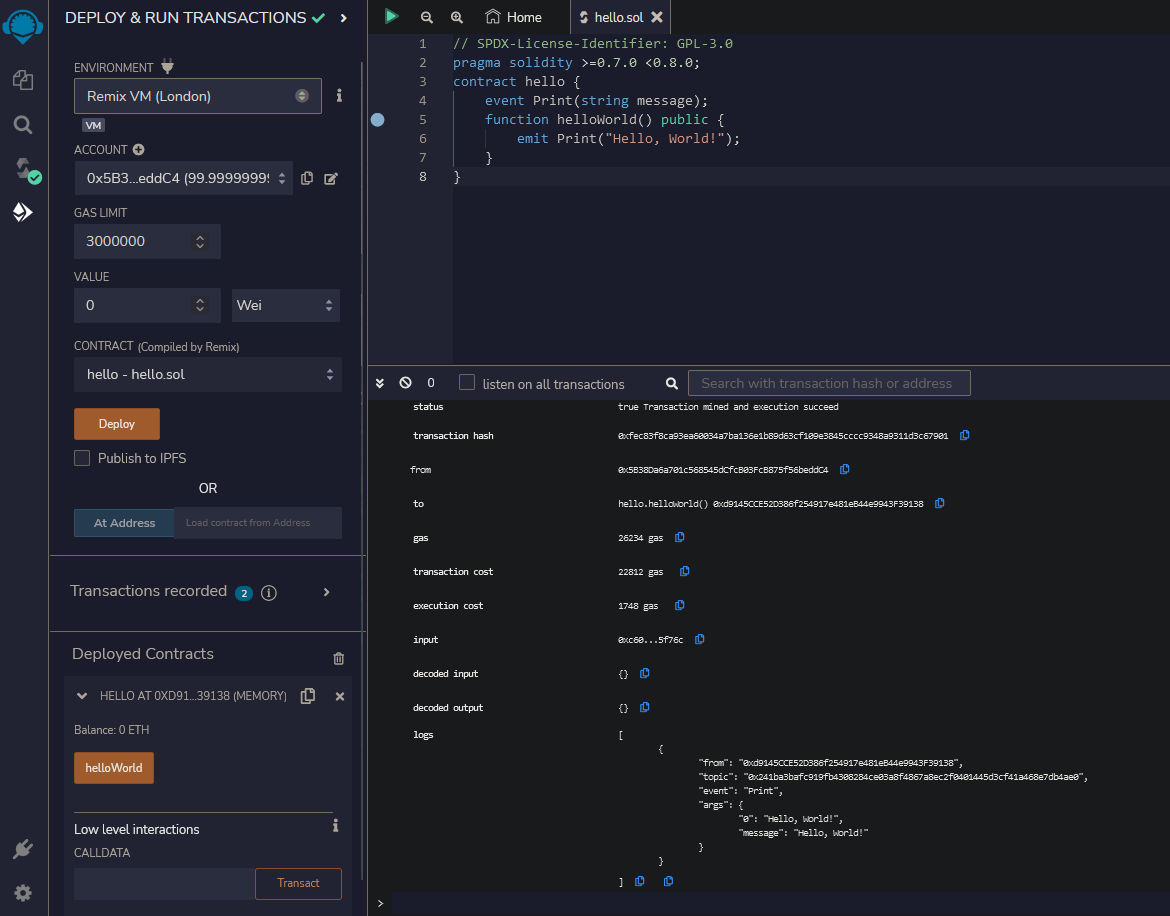 DEPLOY & RUN TRANSACTIONS
ENVIRONMENT
Remix VM (London)
VM
ACCOUNT
0x5B3...eddC4 (99.99999999
GAS LIMIT
3000000
VALUE
0
Wei
CONTRACT (Compiled by Remix)
hello - hello.sol
Deploy
Publish to IPFS
OR
At Address
Load contract from Address
Transactions recorded 2
Deployed Contracts
HELLO AT 0XD91...39138 (MEMORY)
Balance: 0 ETH
helloWorld
Low level interactions
CALLDATA
Transact
Home
hello.sol
1 // SPDX-License-Identifier: GPL-3.0
2 pragma solidity >=0.7.0 <0.8.0;
3 contract hello {
4 event Print(string message);
5 function helloWorld() public {
6 emit Print("Hello, World!");
7 }
8 }
0
listen on all transactions
Search with transaction hash or address
status true Transaction mined and execution succeed
transaction hash 0xfec83f8ca93ea60034a7ba136e1b89d63cf109e3845cccc9348a9311d3c67901
from 0x5B38Da6a701c568545dCfcB03FcB875f56beddC4
to hello.helloWorld() 0xd9145CCE52D386f254917e481eB44e9943F39138
gas 26234 gas
transaction cost 22812 gas
execution cost 1748 gas
input 0xc60...5f76c
decoded input {}
decoded output {}
logs [
{
"from": "0xd9145CCE52D386f254917e481eB44e9943F39138",
"topic": "0x241ba3bafc919fb4308284ce03a8f4867a8ec2f0401445d3cf41a468e7db4ae0",
"event": "Print",
"args": {
"0": "Hello, World!",
"message": "Hello, World!"
}
}
]
>